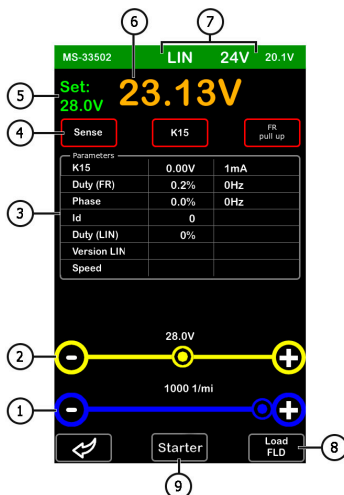 6 7
MS-33502 LIN 24V 20.1V
3
5 Set: 28.0V 23.13V
4 Sense K15 FR pull up
Parameters
K15 0.00V 1mA
Duty (FR) 0.2% 0Hz
Phase 0.0% 0Hz
Id 0
Duty (LIN) 0%
Version LIN
Speed
28.0V
2 - +
1000 1/mi
1 - +
Starter Load FLD 8
9